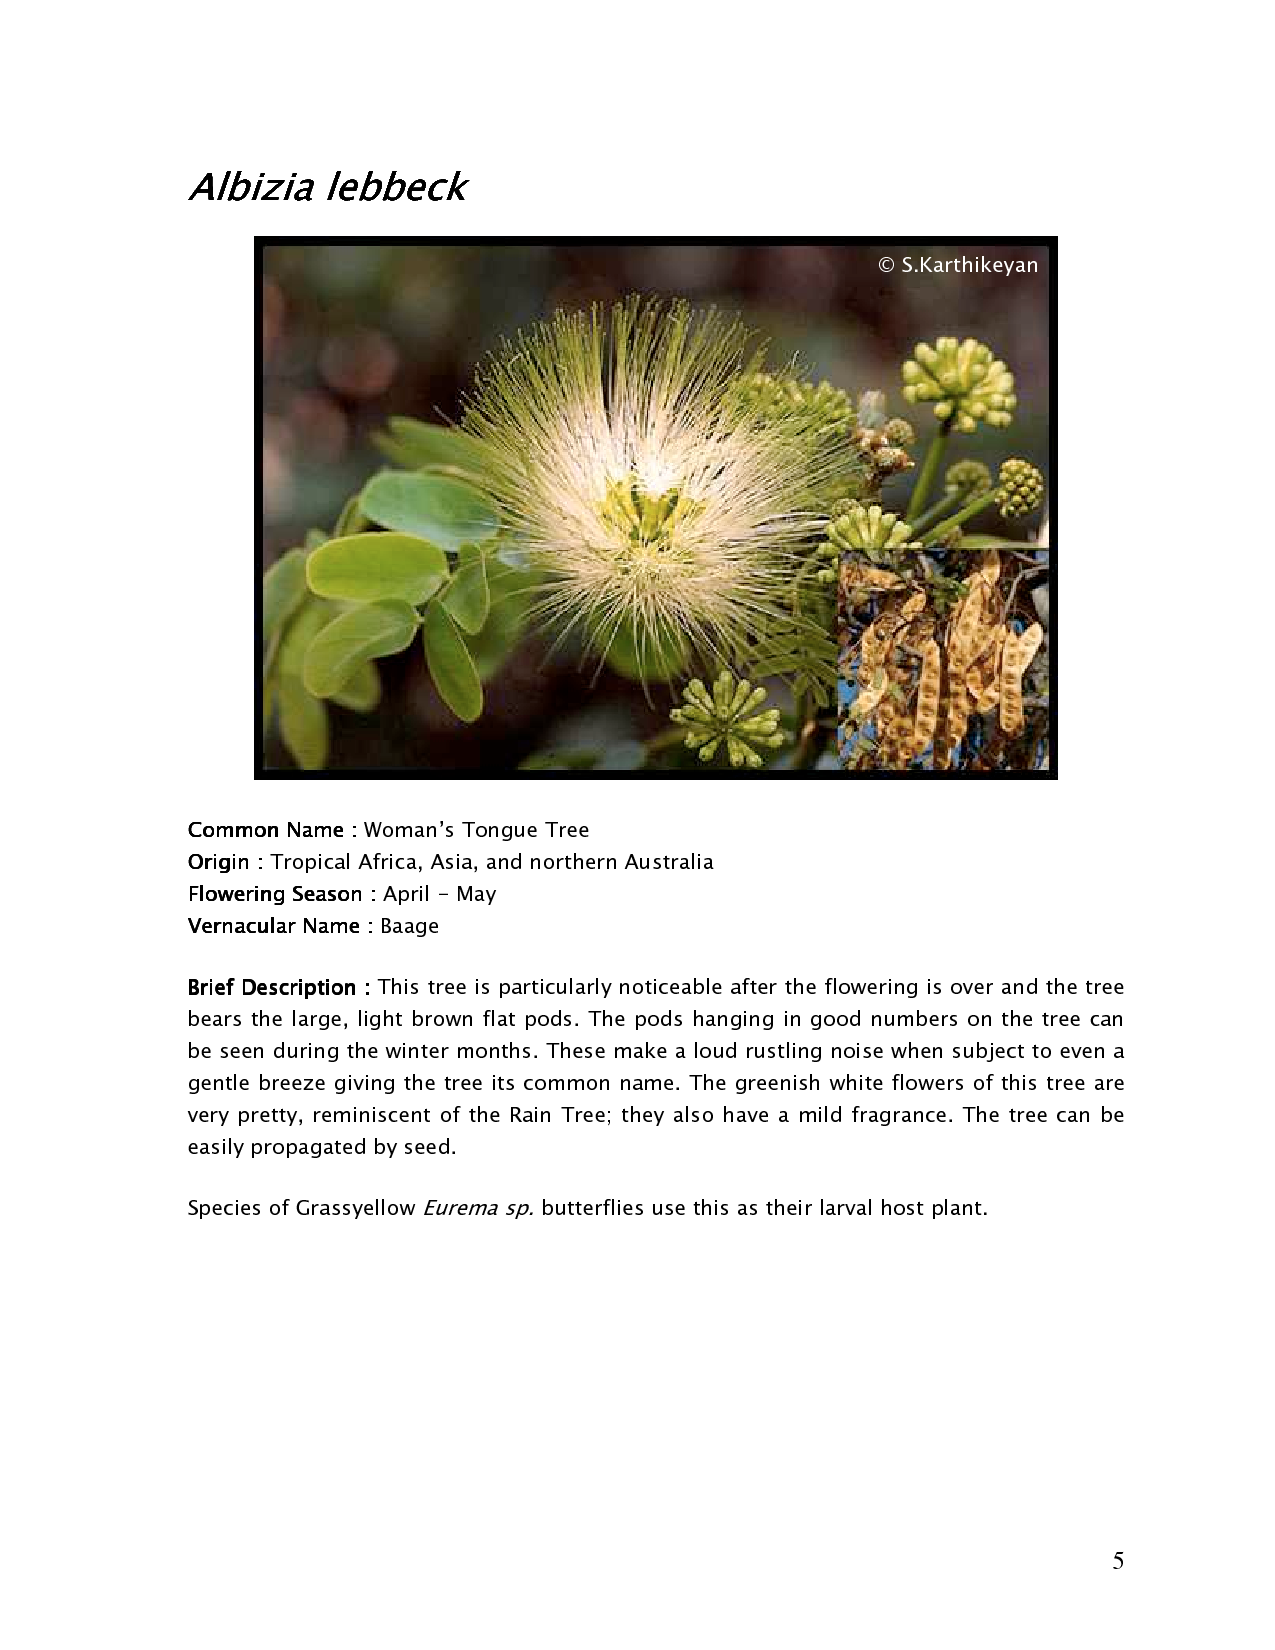 Albizia lebbeck
© S.Karthikeyan
Common Name : Woman’s Tongue Tree
Origin : Tropical Africa, Asia, and northern Australia
Flowering Season : April – May
Vernacular Name : Baage
Brief Description : This tree is particularly noticeable after the flowering is over and the tree
bears the large, light brown flat pods. The pods hanging in good numbers on the tree can
be seen during the winter months. These make a loud rustling noise when subject to even a
gentle breeze giving the tree its common name. The greenish white flowers of this tree are
very pretty, reminiscent of the Rain Tree; they also have a mild fragrance. The tree can be
easily propagated by seed.
Species of Grassyellow Eurema sp. butterflies use this as their larval host plant.
5